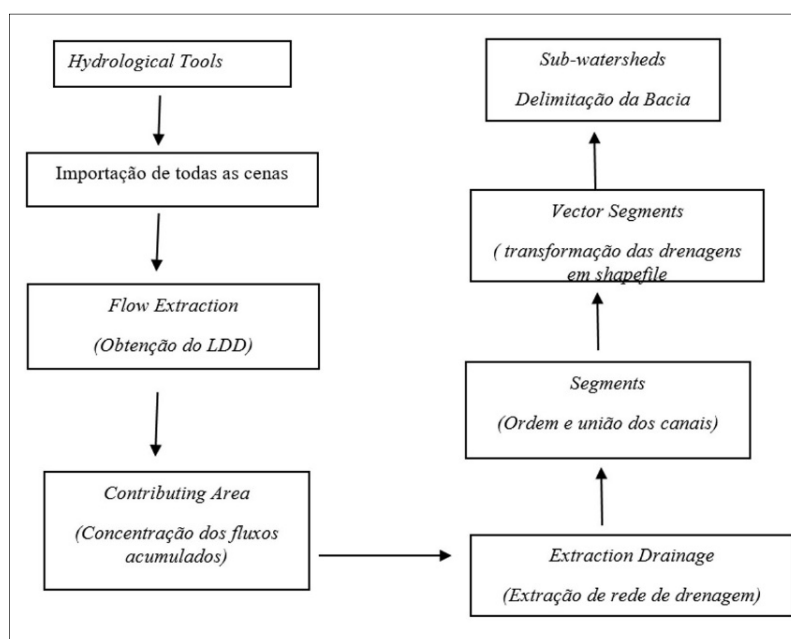 Hydrological Tools
Importação de todas as cenas
Flow Extraction
(Obtenção do LDD)
Contributing Area
(Concentração dos fluxos
acumulados)
Extraction Drainage
(Extração de rede de drenagem)
Segments
(Ordem e união dos canais)
Vector Segments
( transformação das drenagens
em shapefile
Sub-watersheds
Delimitação da Bacia